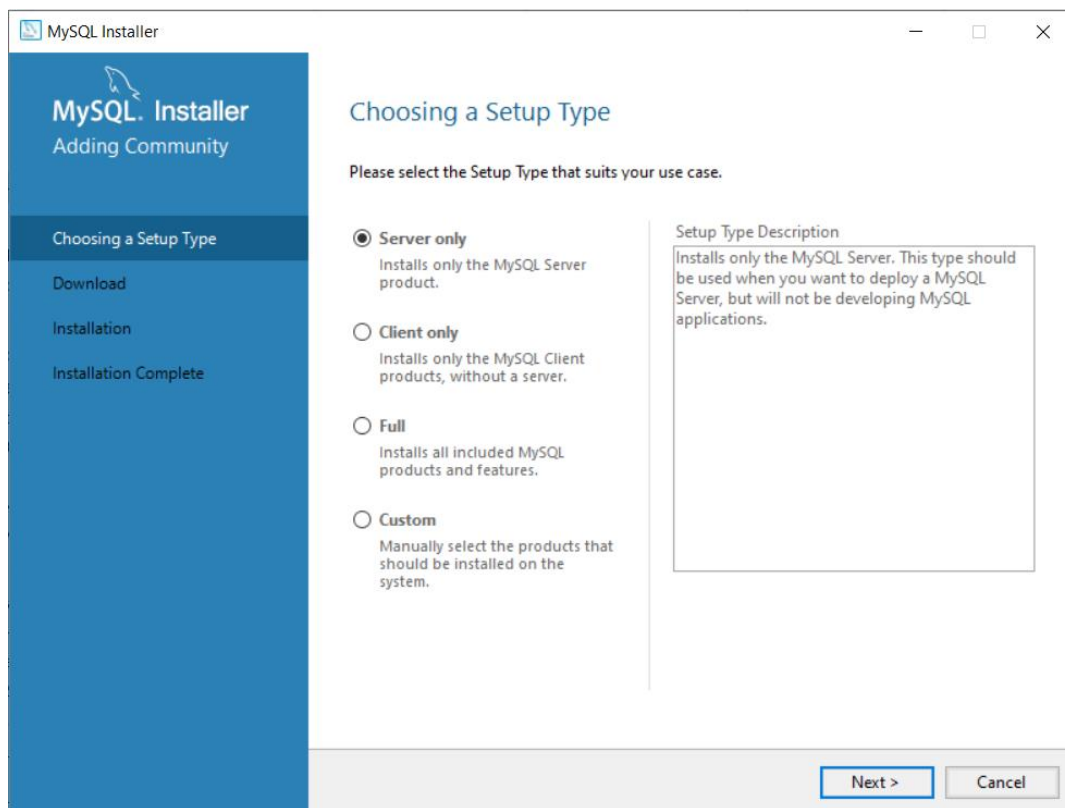 MySQL Installer
MySQL. Installer
Adding Community
Choosing a Setup Type
Download
Installation
Installation Complete
Choosing a Setup Type
Please select the Setup Type that suits your use case.
Server only
Installs only the MySQL Server
product.
Client only
Installs only the MySQL Client
products, without a server.
Full
Installs all included MySQL
products and features.
Custom
Manually select the products that
should be installed on the
system.
Setup Type Description
Installs only the MySQL Server. This type should
be used when you want to deploy a MySQL
Server, but will not be developing MySQL
applications.
Next >
Cancel